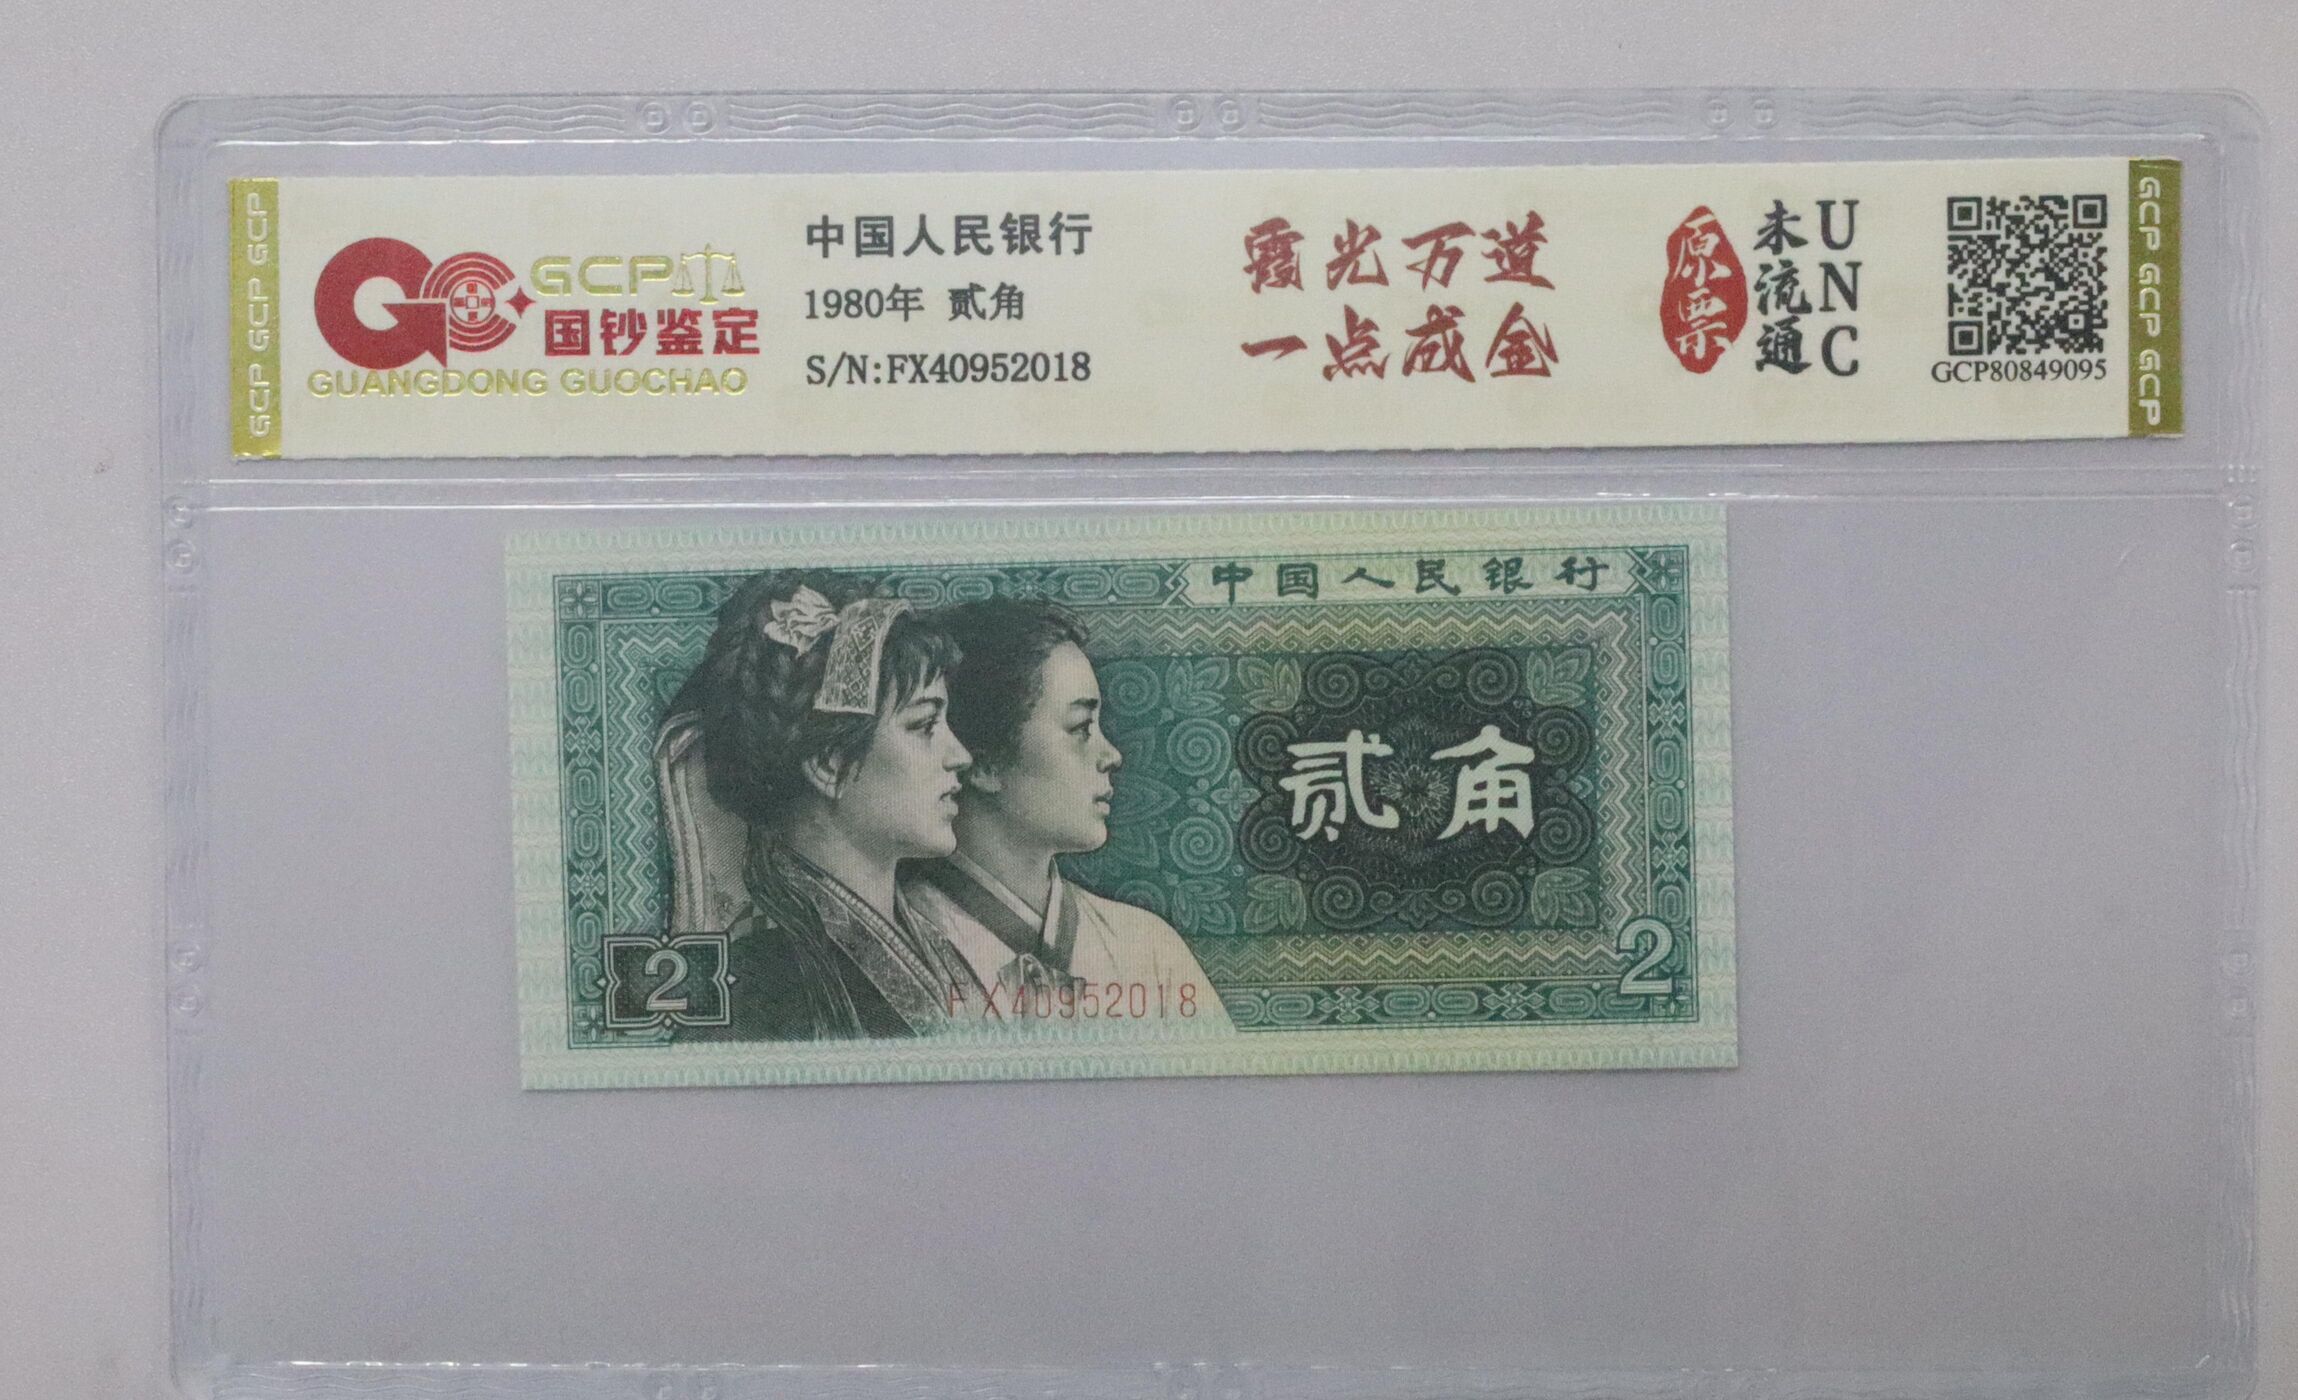 GCP
国钞鉴定
GUANGDONG GUOCHAO
中国人民银行
1980年 贰角
S/N:FX40952018
霞光万道
一点成金
原票
未流通
UNC
GCP80849095
GCP GCP GCP
GCP GCP GCP
中国人民银行
贰角
2
2
FX40952018